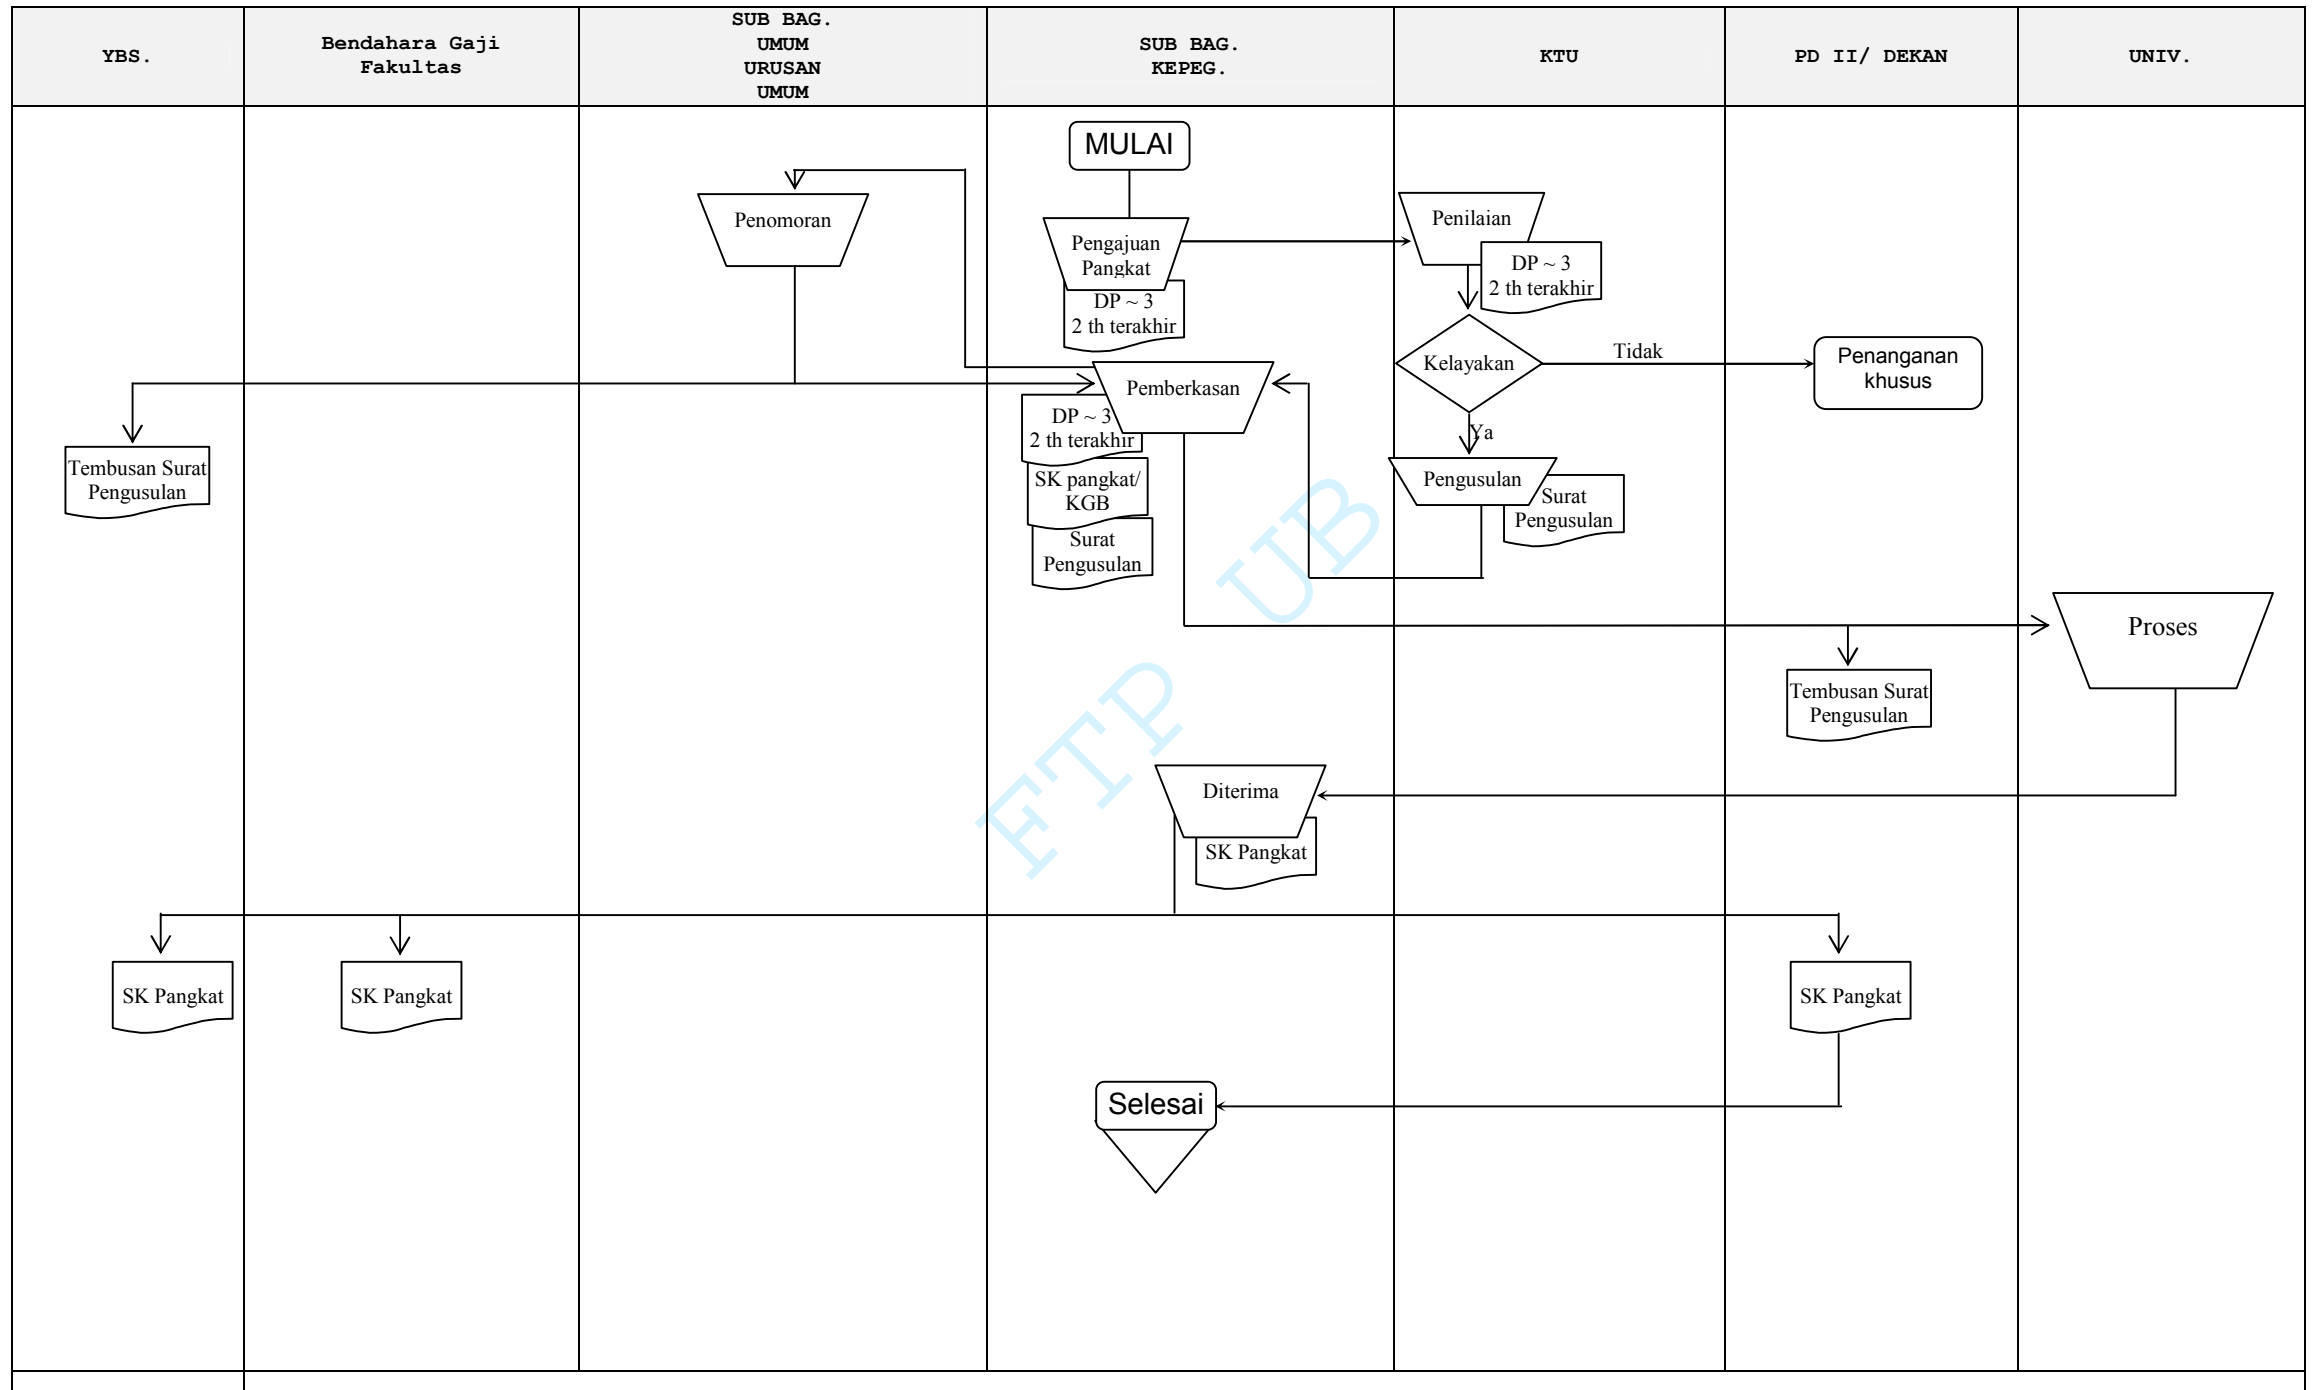 YBS.
Bendahara Gaji
Fakultas
SUB BAG.
UMUM
URUSAN
UMUM
SUB BAG.
KEPEG.
KTU
PD II/ DEKAN
UNIV.
MULAI
Penomoran
Pengajuan
Pangkat
DP ~ 3
2 th terakhir
Penilaian
DP ~ 3
2 th terakhir
Kelayakan
Tidak
Penanganan
khusus
Ya
Pemberkasan
DP ~ 3
2 th terakhir
SK pangkat/
KGB
Surat
Pengusulan
Tembusan Surat
Pengusulan
Pengusulan
Surat
Pengusulan
Proses
Tembusan Surat
Pengusulan
Diterima
SK Pangkat
SK Pangkat
SK Pangkat
SK Pangkat
Selesai
FTP UB